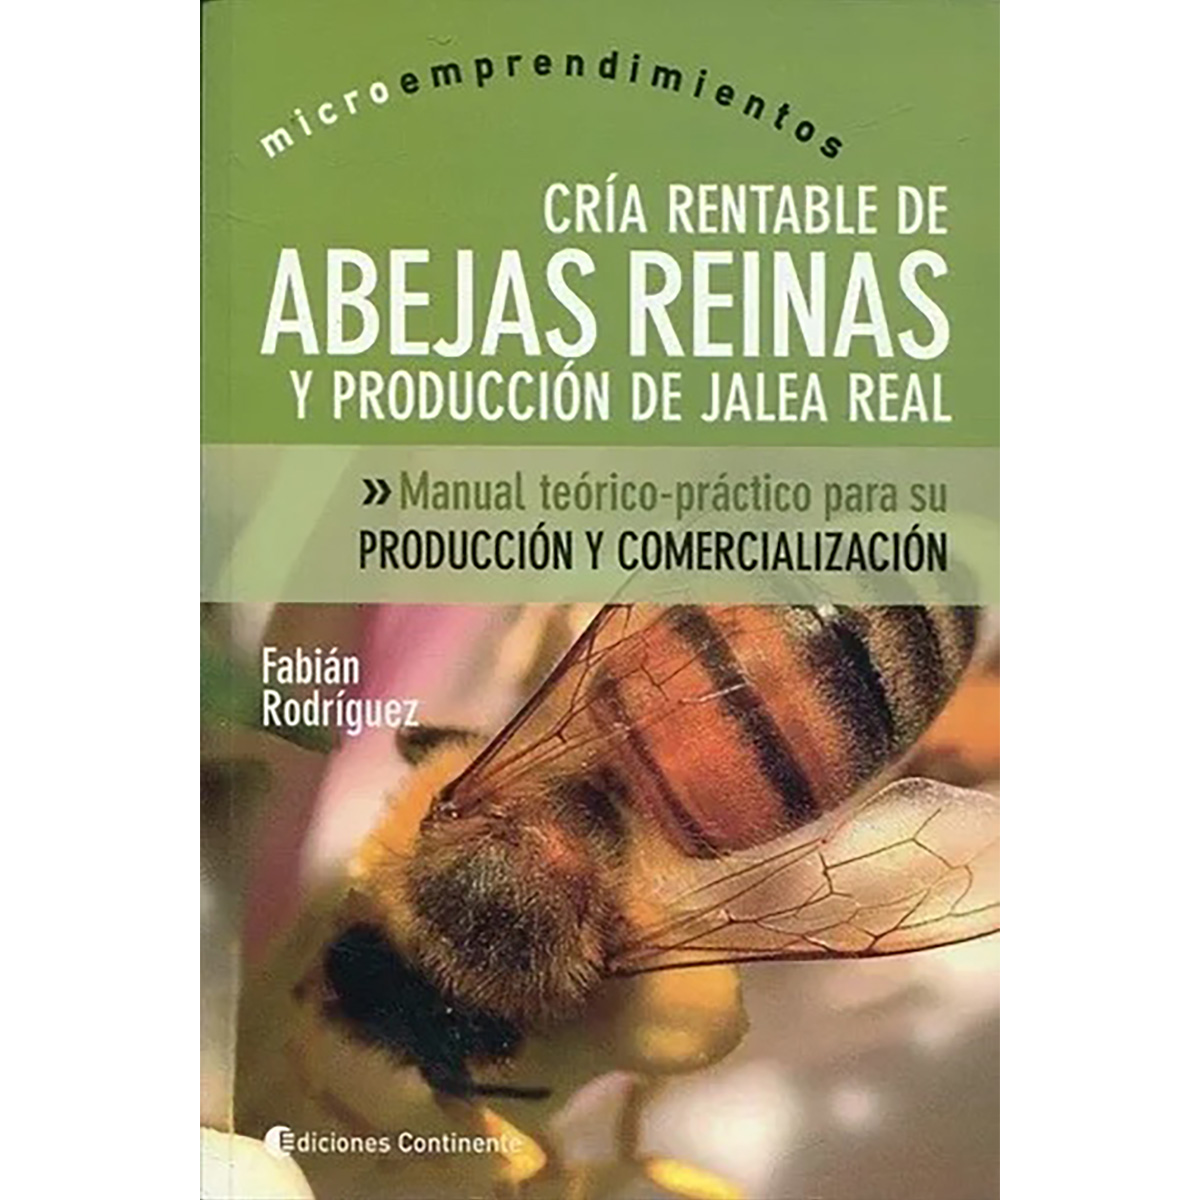 microemprendimientos
CRÍA RENTABLE DE
ABEJAS REINAS
Y PRODUCCIÓN DE JALEA REAL
» Manual teórico-práctico para su
PRODUCCIÓN Y COMERCIALIZACIÓN
Fabián
Rodríguez
Ediciones Continente